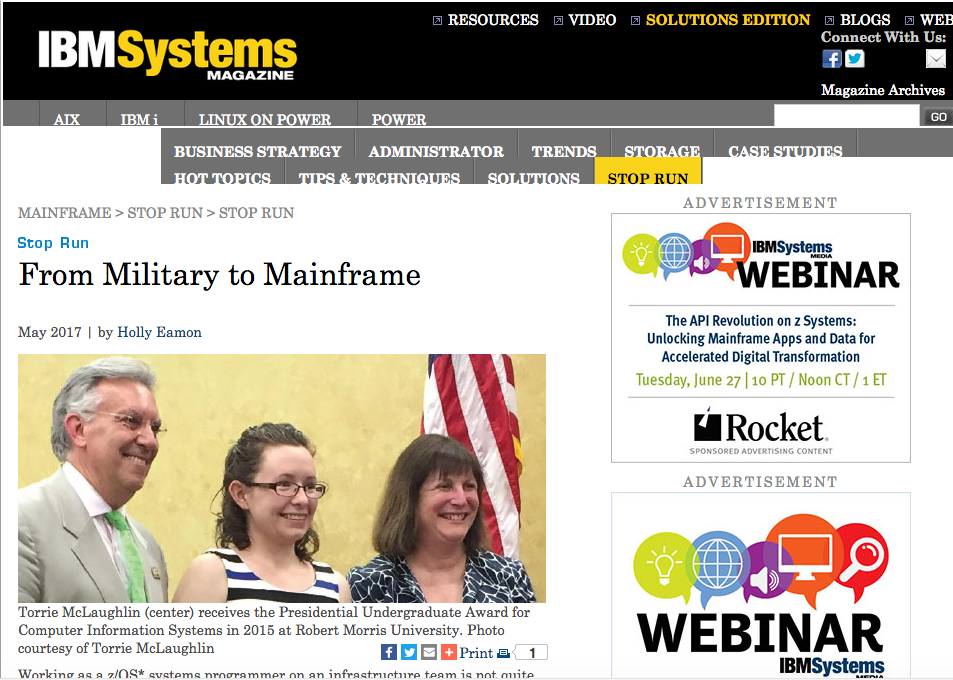 RESOURCES VIDEO SOLUTIONS EDITION BLOGS WEB
Connect With Us:
IBMSystems
MAGAZINE
Magazine Archives
GO
AIX IBM i LINUX ON POWER POWER
BUSINESS STRATEGY ADMINISTRATOR TRENDS STORAGE CASE STUDIES
HOT TOPICS TIPS & TECHNIQUES SOLUTIONS STOP RUN
MAINFRAME > STOP RUN > STOP RUN
Stop Run
From Military to Mainframe
May 2017 | by Holly Eamon
Torrie McLaughlin (center) receives the Presidential Undergraduate Award for
Computer Information Systems in 2015 at Robert Morris University. Photo
courtesy of Torrie McLaughlin
Print 1
Working as a z/OS* systems programmer on an infrastructure team is not quite
ADVERTISEMENT
IBMSystems
MEDIA
WEBINAR
The API Revolution on z Systems:
Unlocking Mainframe Apps and Data for
Accelerated Digital Transformation
Tuesday, June 27 | 10 PT / Noon CT / 1 ET
Rocket.
SPONSORED ADVERTISING CONTENT
ADVERTISEMENT
WEBINAR
IBMSystems
MEDIA